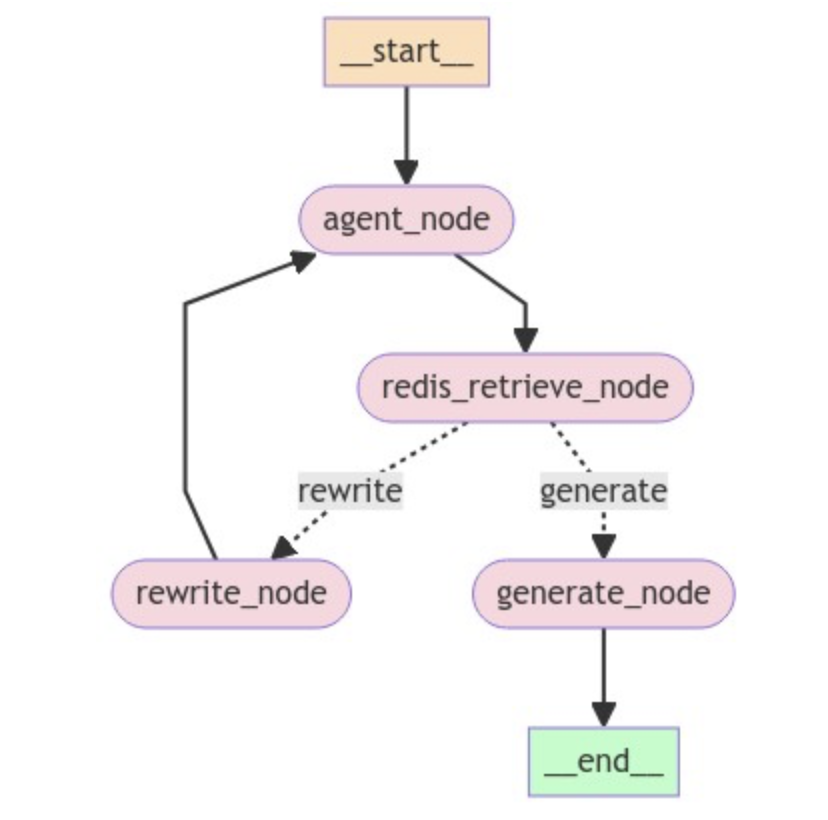 __start__
agent_node
redis_retrieve_node
rewrite
generate
rewrite_node
generate_node
__end__